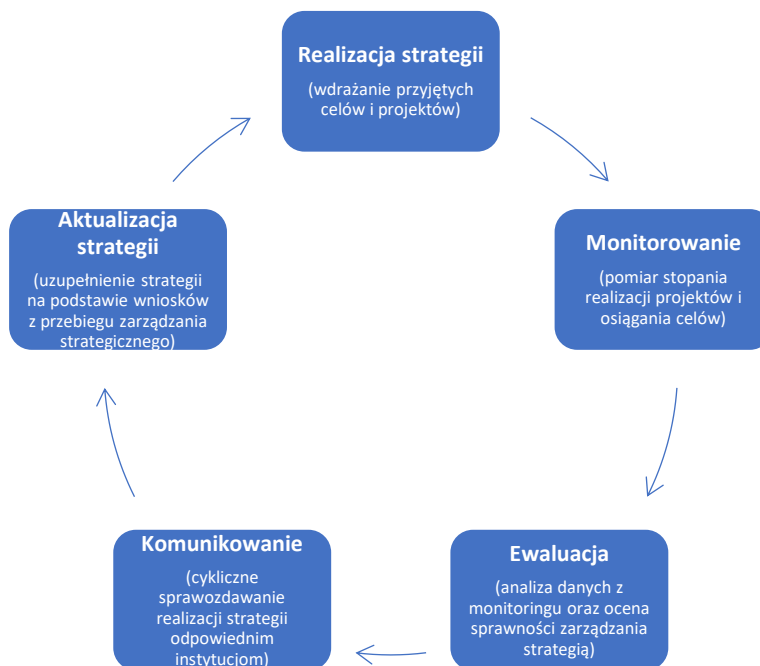 Realizacja strategii
(wdrażanie przyjętych
celów i projektów)
Monitorowanie
(pomiar stopania
realizacji projektów i
osiągania celów)
Ewaluacja
(analiza danych z
monitoringu oraz ocena
sprawności zarządzania
strategią)
Komunikowanie
(cykliczne
sprawozdawanie
realizacji strategii
odpowiednim
instytucjom)
Aktualizacja
strategii
(uzupełnienie strategii
na podstawie wniosków
z przebiegu zarządzania
strategicznego)